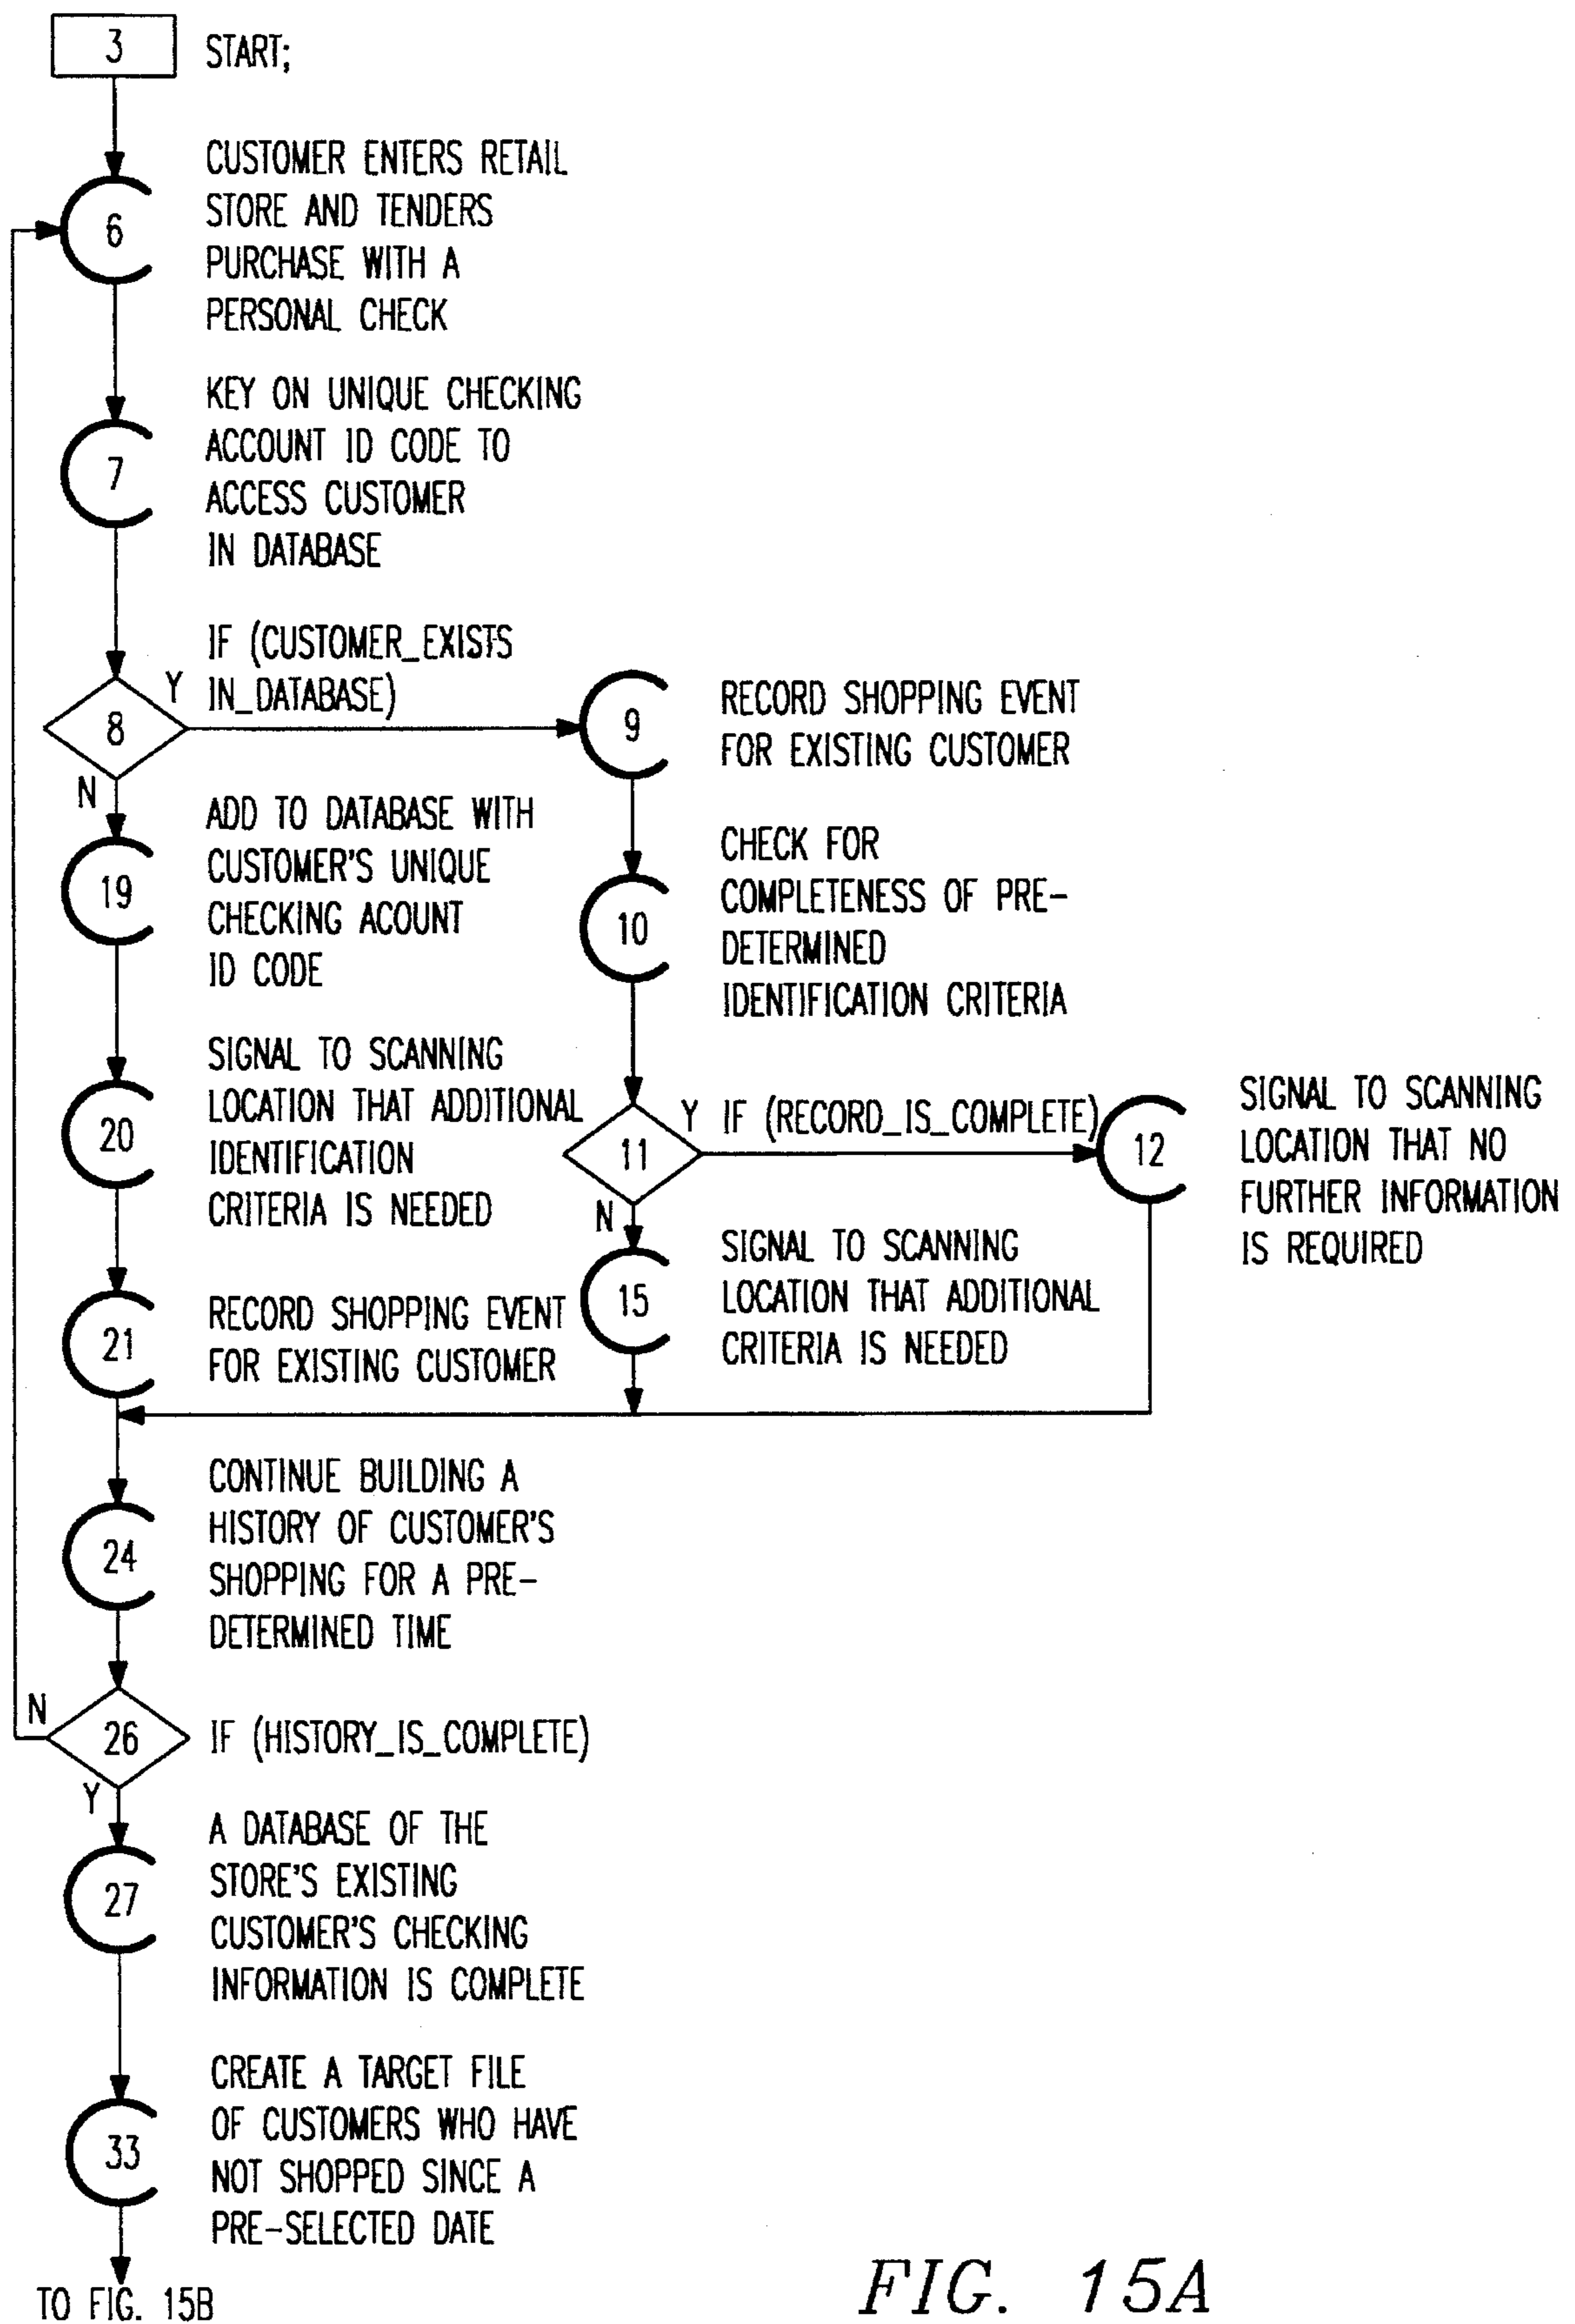 3 START;
CUSTOMER ENTERS RETAIL
STORE AND TENDERS
6
PURCHASE WITH A
PERSONAL CHECK
KEY ON UNIQUE CHECKING
ACCOUNT ID CODE TO
7
ACCESS CUSTOMER
IN DATABASE
IF (CUSTOMER_EXISTS
Y IN_DATABASE)
8
N
9
RECORD SHOPPING EVENT
FOR EXISTING CUSTOMER
ADD TO DATABASE WITH
CUSTOMER'S UNIQUE
19
CHECKING ACOUNT
ID CODE
CHECK FOR
COMPLETENESS OF PRE-
10
DETERMINED
IDENTIFICATION CRITERIA
SIGNAL TO SCANNING
LOCATION THAT ADDITIONAL
20
IDENTIFICATION
CRITERIA IS NEEDED
Y IF (RECORD_IS_COMPLETE)
11
N
12
SIGNAL TO SCANNING
LOCATION THAT NO
FURTHER INFORMATION
IS REQUIRED
SIGNAL TO SCANNING
15
LOCATION THAT ADDITIONAL
CRITERIA IS NEEDED
21
RECORD SHOPPING EVENT
FOR EXISTING CUSTOMER
CONTINUE BUILDING A
HISTORY OF CUSTOMER'S
24
SHOPPING FOR A PRE-
DETERMINED TIME
N
26 IF (HISTORY_IS_COMPLETE)
Y
A DATABASE OF THE
STORE'S EXISTING
27
CUSTOMER'S CHECKING
INFORMATION IS COMPLETE
CREATE A TARGET FILE
OF CUSTOMERS WHO HAVE
33
NOT SHOPPED SINCE A
PRE-SELECTED DATE
TO FIG. 15B
FIG. 15A